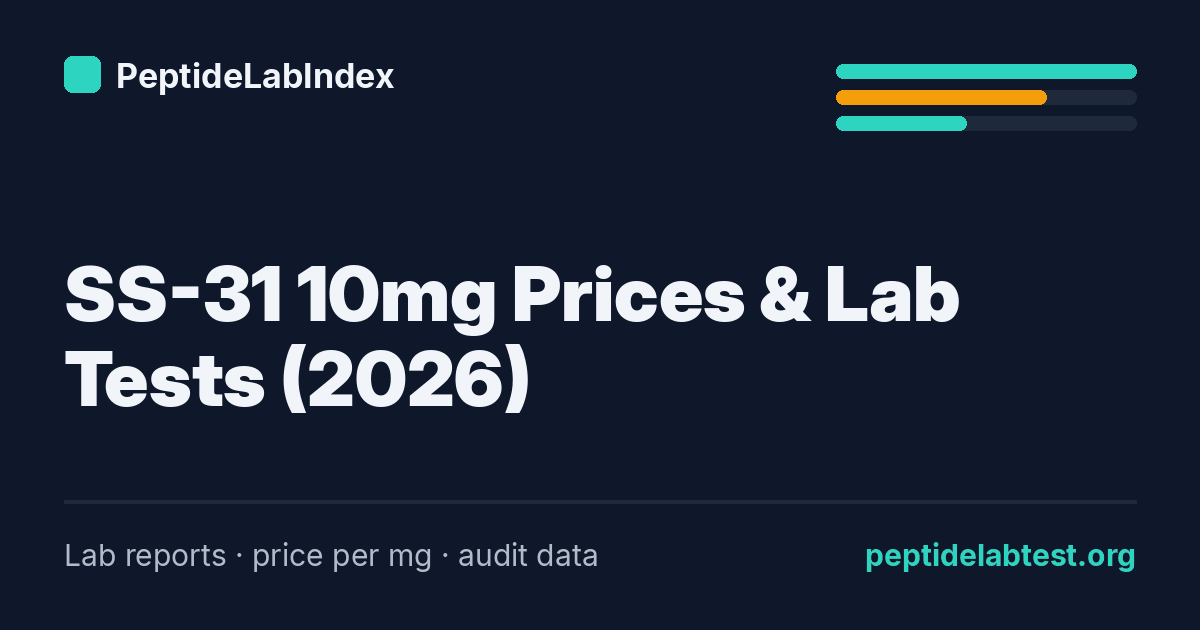 PeptideLabIndex
SS-31 10mg Prices & Lab
Tests (2026)
Lab reports · price per mg · audit data
peptidelabtest.org